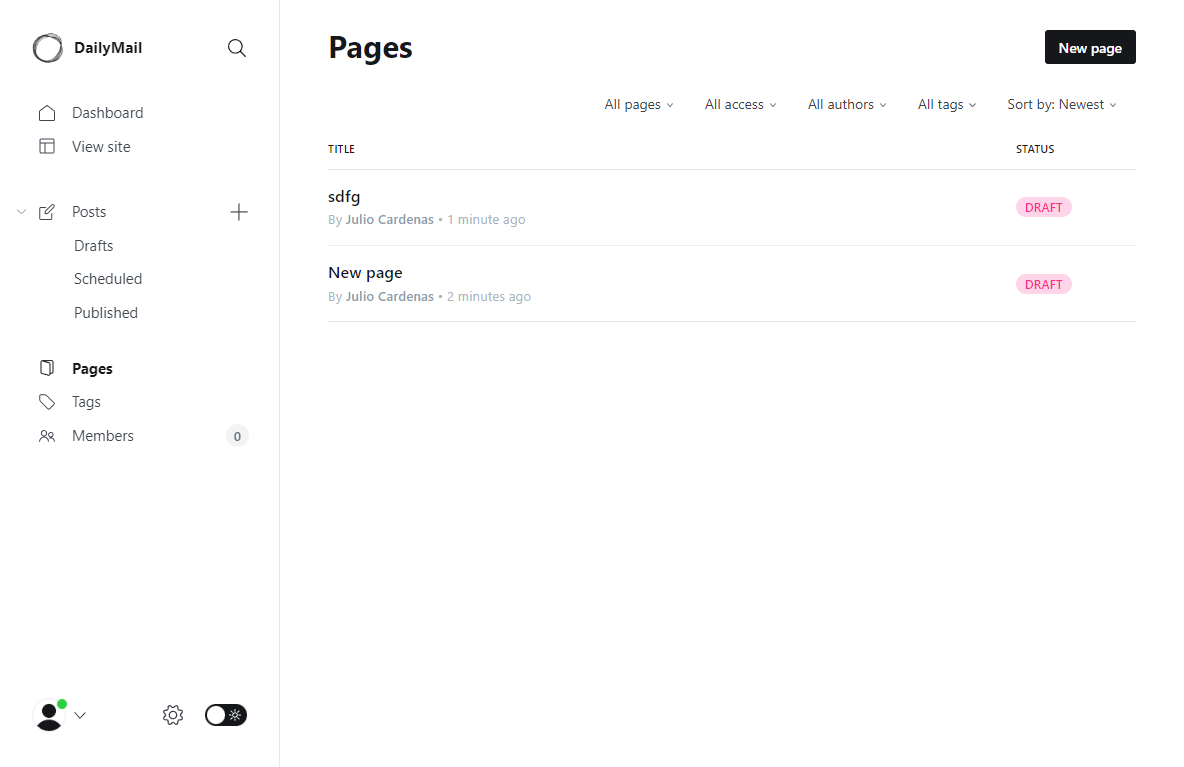 DailyMail
Dashboard
View site
Posts
Drafts
Scheduled
Published
Pages
Tags
Members 0
Pages
New page
All pages All access All authors All tags Sort by: Newest
TITLE STATUS
sdfg
By Julio Cardenas • 1 minute ago
DRAFT
New page
By Julio Cardenas • 2 minutes ago
DRAFT